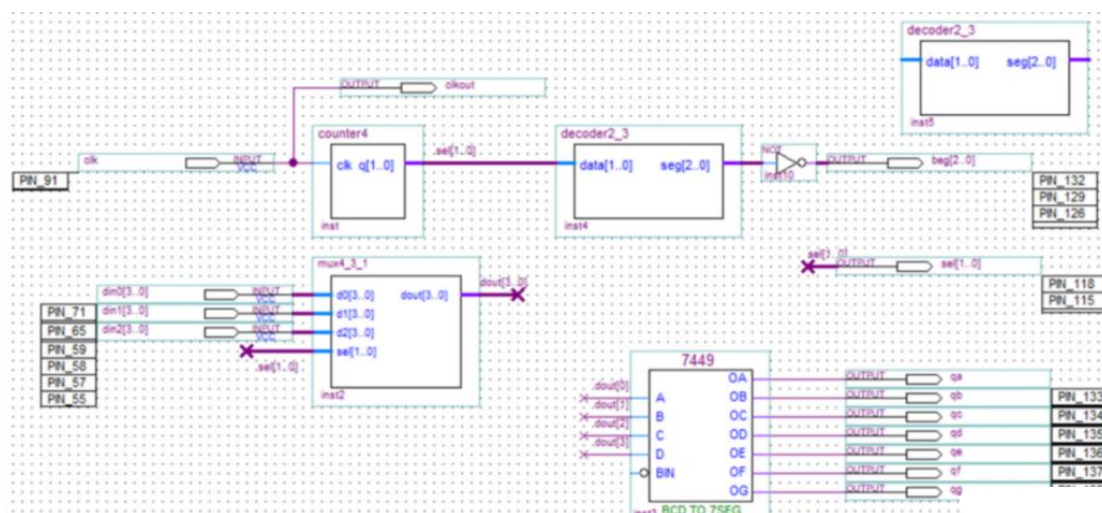 decoder2_3
data[1..0] seg[2..0]
inst5
OUTPUT clkout
counter4
clk q[1..0]
inst
sel[1..0]
decoder2_3
data[1..0] seg[2..0]
inst4
NOT
inst10
OUTPUT beg[2..0]
clk INPUT
VCC
PIN_91
PIN_132
PIN_129
PIN_126
mux4_3_1
d0[3..0] dout[3..0]
d1[3..0]
d2[3..0]
sel[1..0]
inst2
dout[3..0]
din0[3..0] INPUT
VCC
din1[3..0] INPUT
VCC
din2[3..0] INPUT
VCC
sel[1..0]
PIN_71
PIN_65
PIN_59
PIN_58
PIN_57
PIN_55
sel[1..0]
OUTPUT sel[1..0]
PIN_118
PIN_115
7449
dout[0]
dout[1]
dout[2]
dout[3]
A OA
B OB
C OC
D OD
OE
BIN OF
OG
BCD TO 7SEG
OUTPUT qa
OUTPUT qb
OUTPUT qc
OUTPUT qd
OUTPUT qe
OUTPUT qf
OUTPUT qg
PIN_133
PIN_134
PIN_135
PIN_136
PIN_137